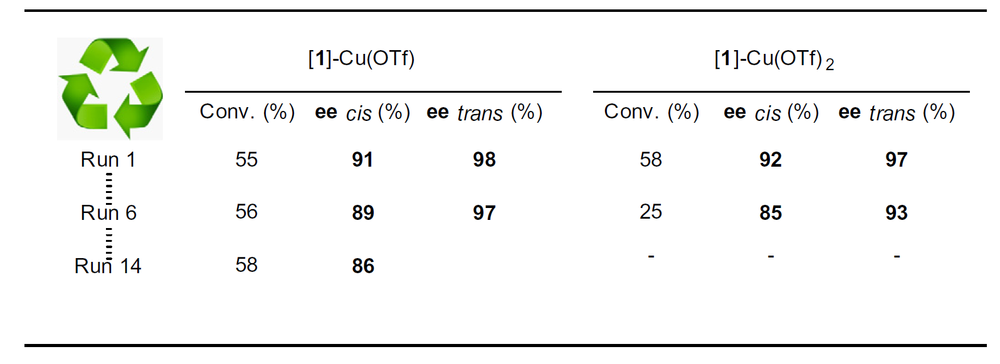 [1]-Cu(OTf) [1]-Cu(OTf)2
Conv. (%) ee cis (%) ee trans (%) Conv. (%) ee cis (%) ee trans (%)
Run 1 55 91 98 58 92 97
Run 6 56 89 97 25 85 93
Run 14 58 86 - - -